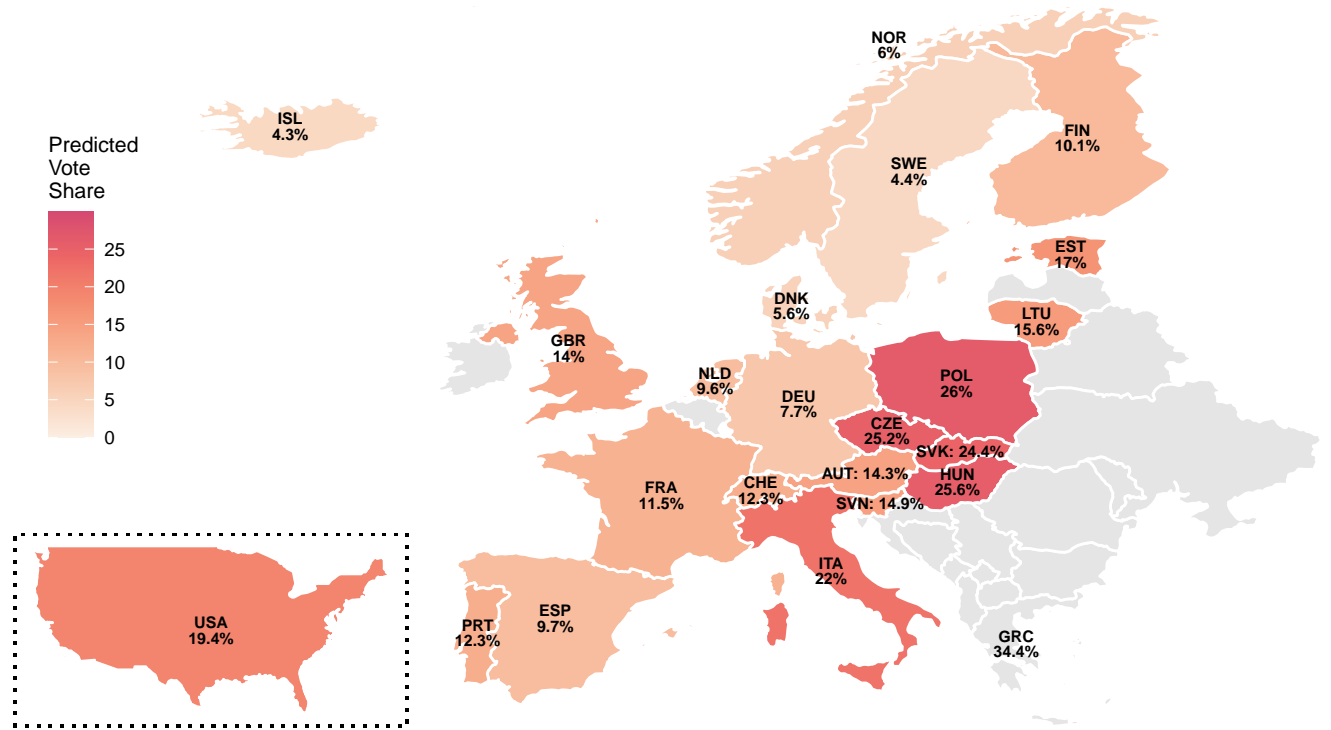 NOR
6%
ISL
4.3%
FIN
10.1%
Predicted
Vote
Share
SWE
4.4%
25
20
15
10
5
0
EST
17%
DNK
5.6%
LTU
15.6%
GBR
14%
NLD
9.6%
DEU
7.7%
POL
26%
CZE
25.2%
SVK: 24.4%
AUT: 14.3%
HUN
25.6%
FRA
11.5%
CHE
12.3%
SVN: 14.9%
ITA
22%
ESP
9.7%
PRT
12.3%
USA
19.4%
GRC
34.4%